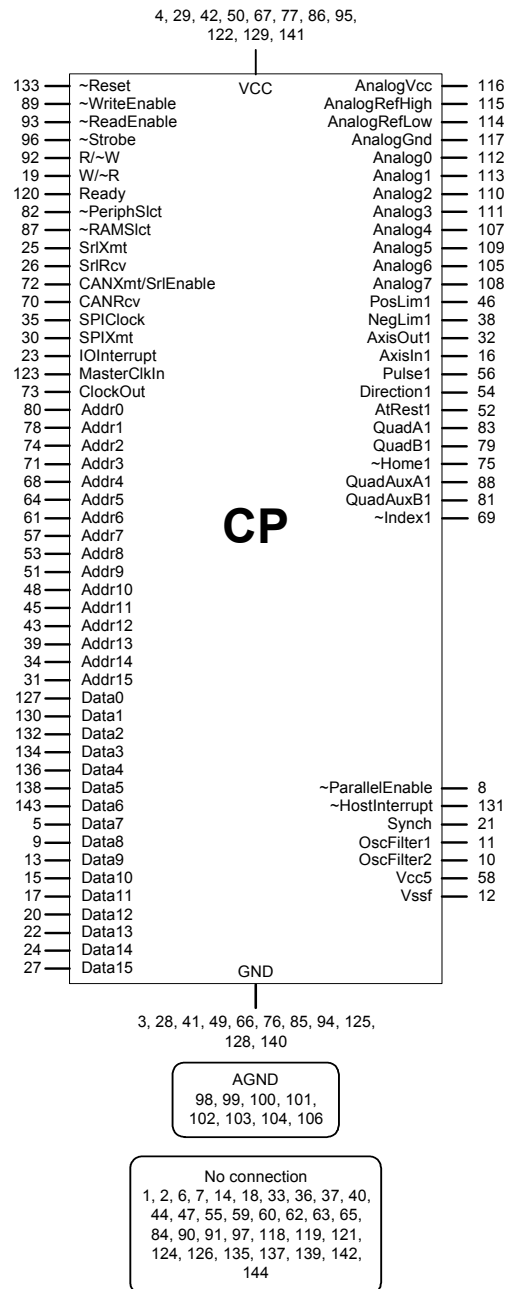 4, 29, 42, 50, 67, 77, 86, 95,
122, 129, 141
VCC
133 ~Reset
89 ~WriteEnable
93 ~ReadEnable
96 ~Strobe
92 R/~W
19 W/~R
120 Ready
82 ~PeriphSlct
87 ~RAMSlct
25 SrlXmt
26 SrlRcv
72 CANXmt/SrlEnable
70 CANRcv
35 SPIClock
30 SPIXmt
23 IOInterrupt
123 MasterClkIn
73 ClockOut
80 Addr0
78 Addr1
74 Addr2
71 Addr3
68 Addr4
64 Addr5
61 Addr6
57 Addr7
53 Addr8
51 Addr9
48 Addr10
45 Addr11
43 Addr12
39 Addr13
34 Addr14
31 Addr15
127 Data0
130 Data1
132 Data2
134 Data3
136 Data4
138 Data5
143 Data6
5 Data7
9 Data8
13 Data9
15 Data10
17 Data11
20 Data12
22 Data13
24 Data14
27 Data15
CP
AnalogVcc 116
AnalogRefHigh 115
AnalogRefLow 114
AnalogGnd 117
Analog0 112
Analog1 113
Analog2 110
Analog3 111
Analog4 107
Analog5 109
Analog6 105
Analog7 108
PosLim1 46
NegLim1 38
AxisOut1 32
AxisIn1 16
Pulse1 56
Direction1 54
AtRest1 52
QuadA1 83
QuadB1 79
~Home1 75
QuadAuxA1 88
QuadAuxB1 81
~Index1 69
~ParallelEnable 8
~HostInterrupt 131
Synch 21
OscFilter1 11
OscFilter2 10
Vcc5 58
Vssf 12
GND
3, 28, 41, 49, 66, 76, 85, 94, 125,
128, 140
AGND
98, 99, 100, 101,
102, 103, 104, 106
No connection
1, 2, 6, 7, 14, 18, 33, 36, 37, 40,
44, 47, 55, 59, 60, 62, 63, 65,
84, 90, 91, 97, 118, 119, 121,
124, 126, 135, 137, 139, 142,
144